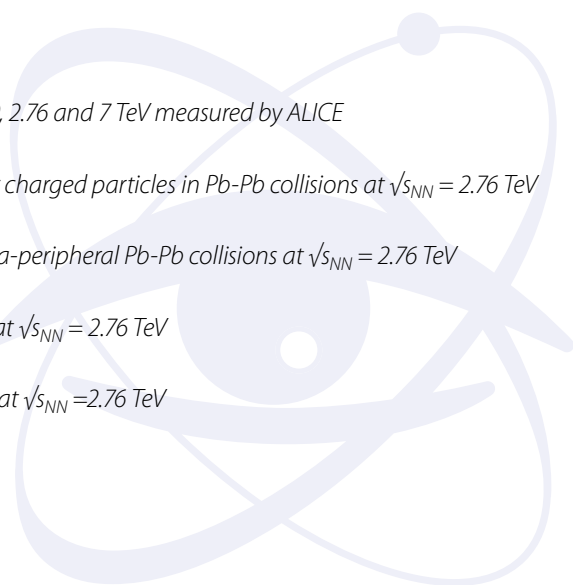 , 2.76 and 7 TeV measured by ALICE
charged particles in Pb-Pb collisions at √sNN = 2.76 TeV
a-peripheral Pb-Pb collisions at √sNN = 2.76 TeV
at √sNN = 2.76 TeV
at √sNN =2.76 TeV